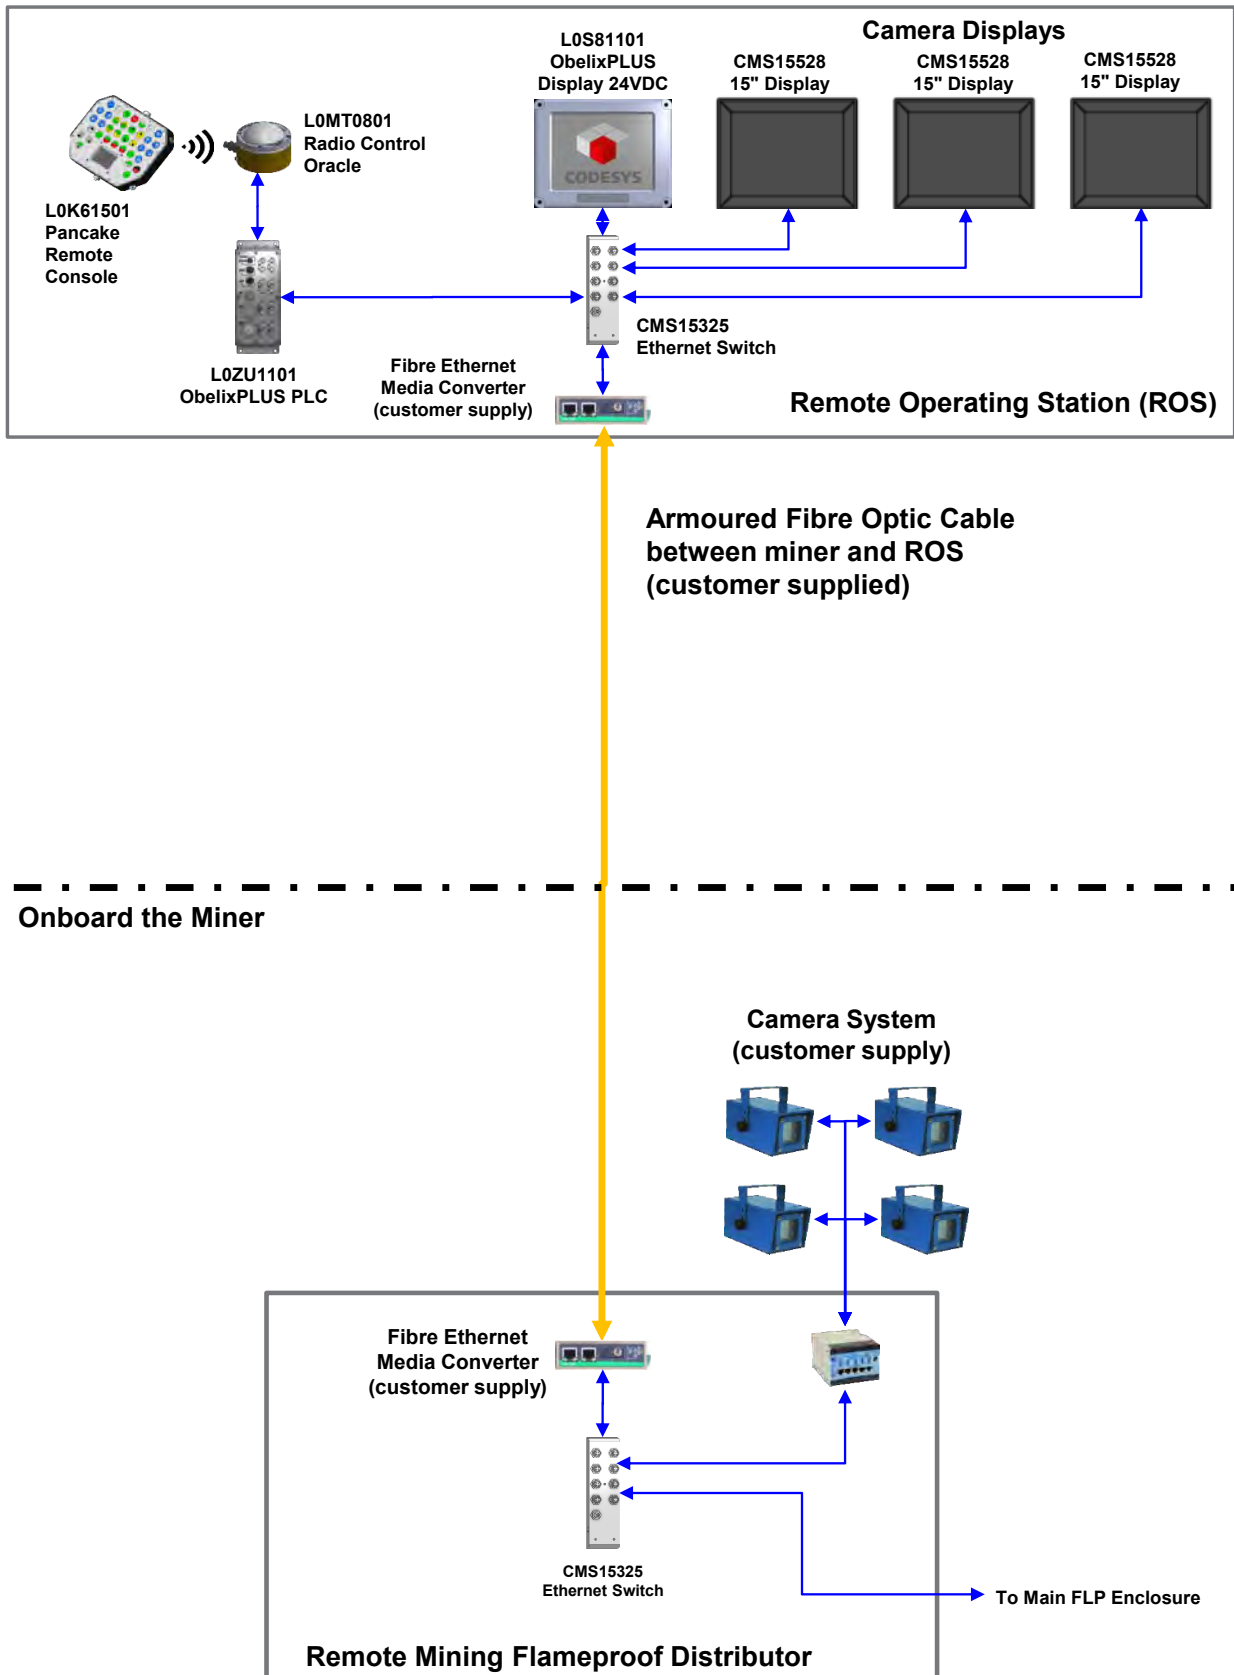 Camera Displays
L0S81101
ObelixPLUS
Display 24VDC
CMS15528
15" Display
CMS15528
15" Display
CMS15528
15" Display
L0MT0801
Radio Control
Oracle
CODESYS
L0K61501
Pancake
Remote
Console
CMS15325
Ethernet Switch
L0ZU1101
ObelixPLUS PLC
Fibre Ethernet
Media Converter
(customer supply)
Remote Operating Station (ROS)
Armoured Fibre Optic Cable
between miner and ROS
(customer supplied)
Onboard the Miner
Camera System
(customer supply)
Fibre Ethernet
Media Converter
(customer supply)
CMS15325
Ethernet Switch
To Main FLP Enclosure
Remote Mining Flameproof Distributor